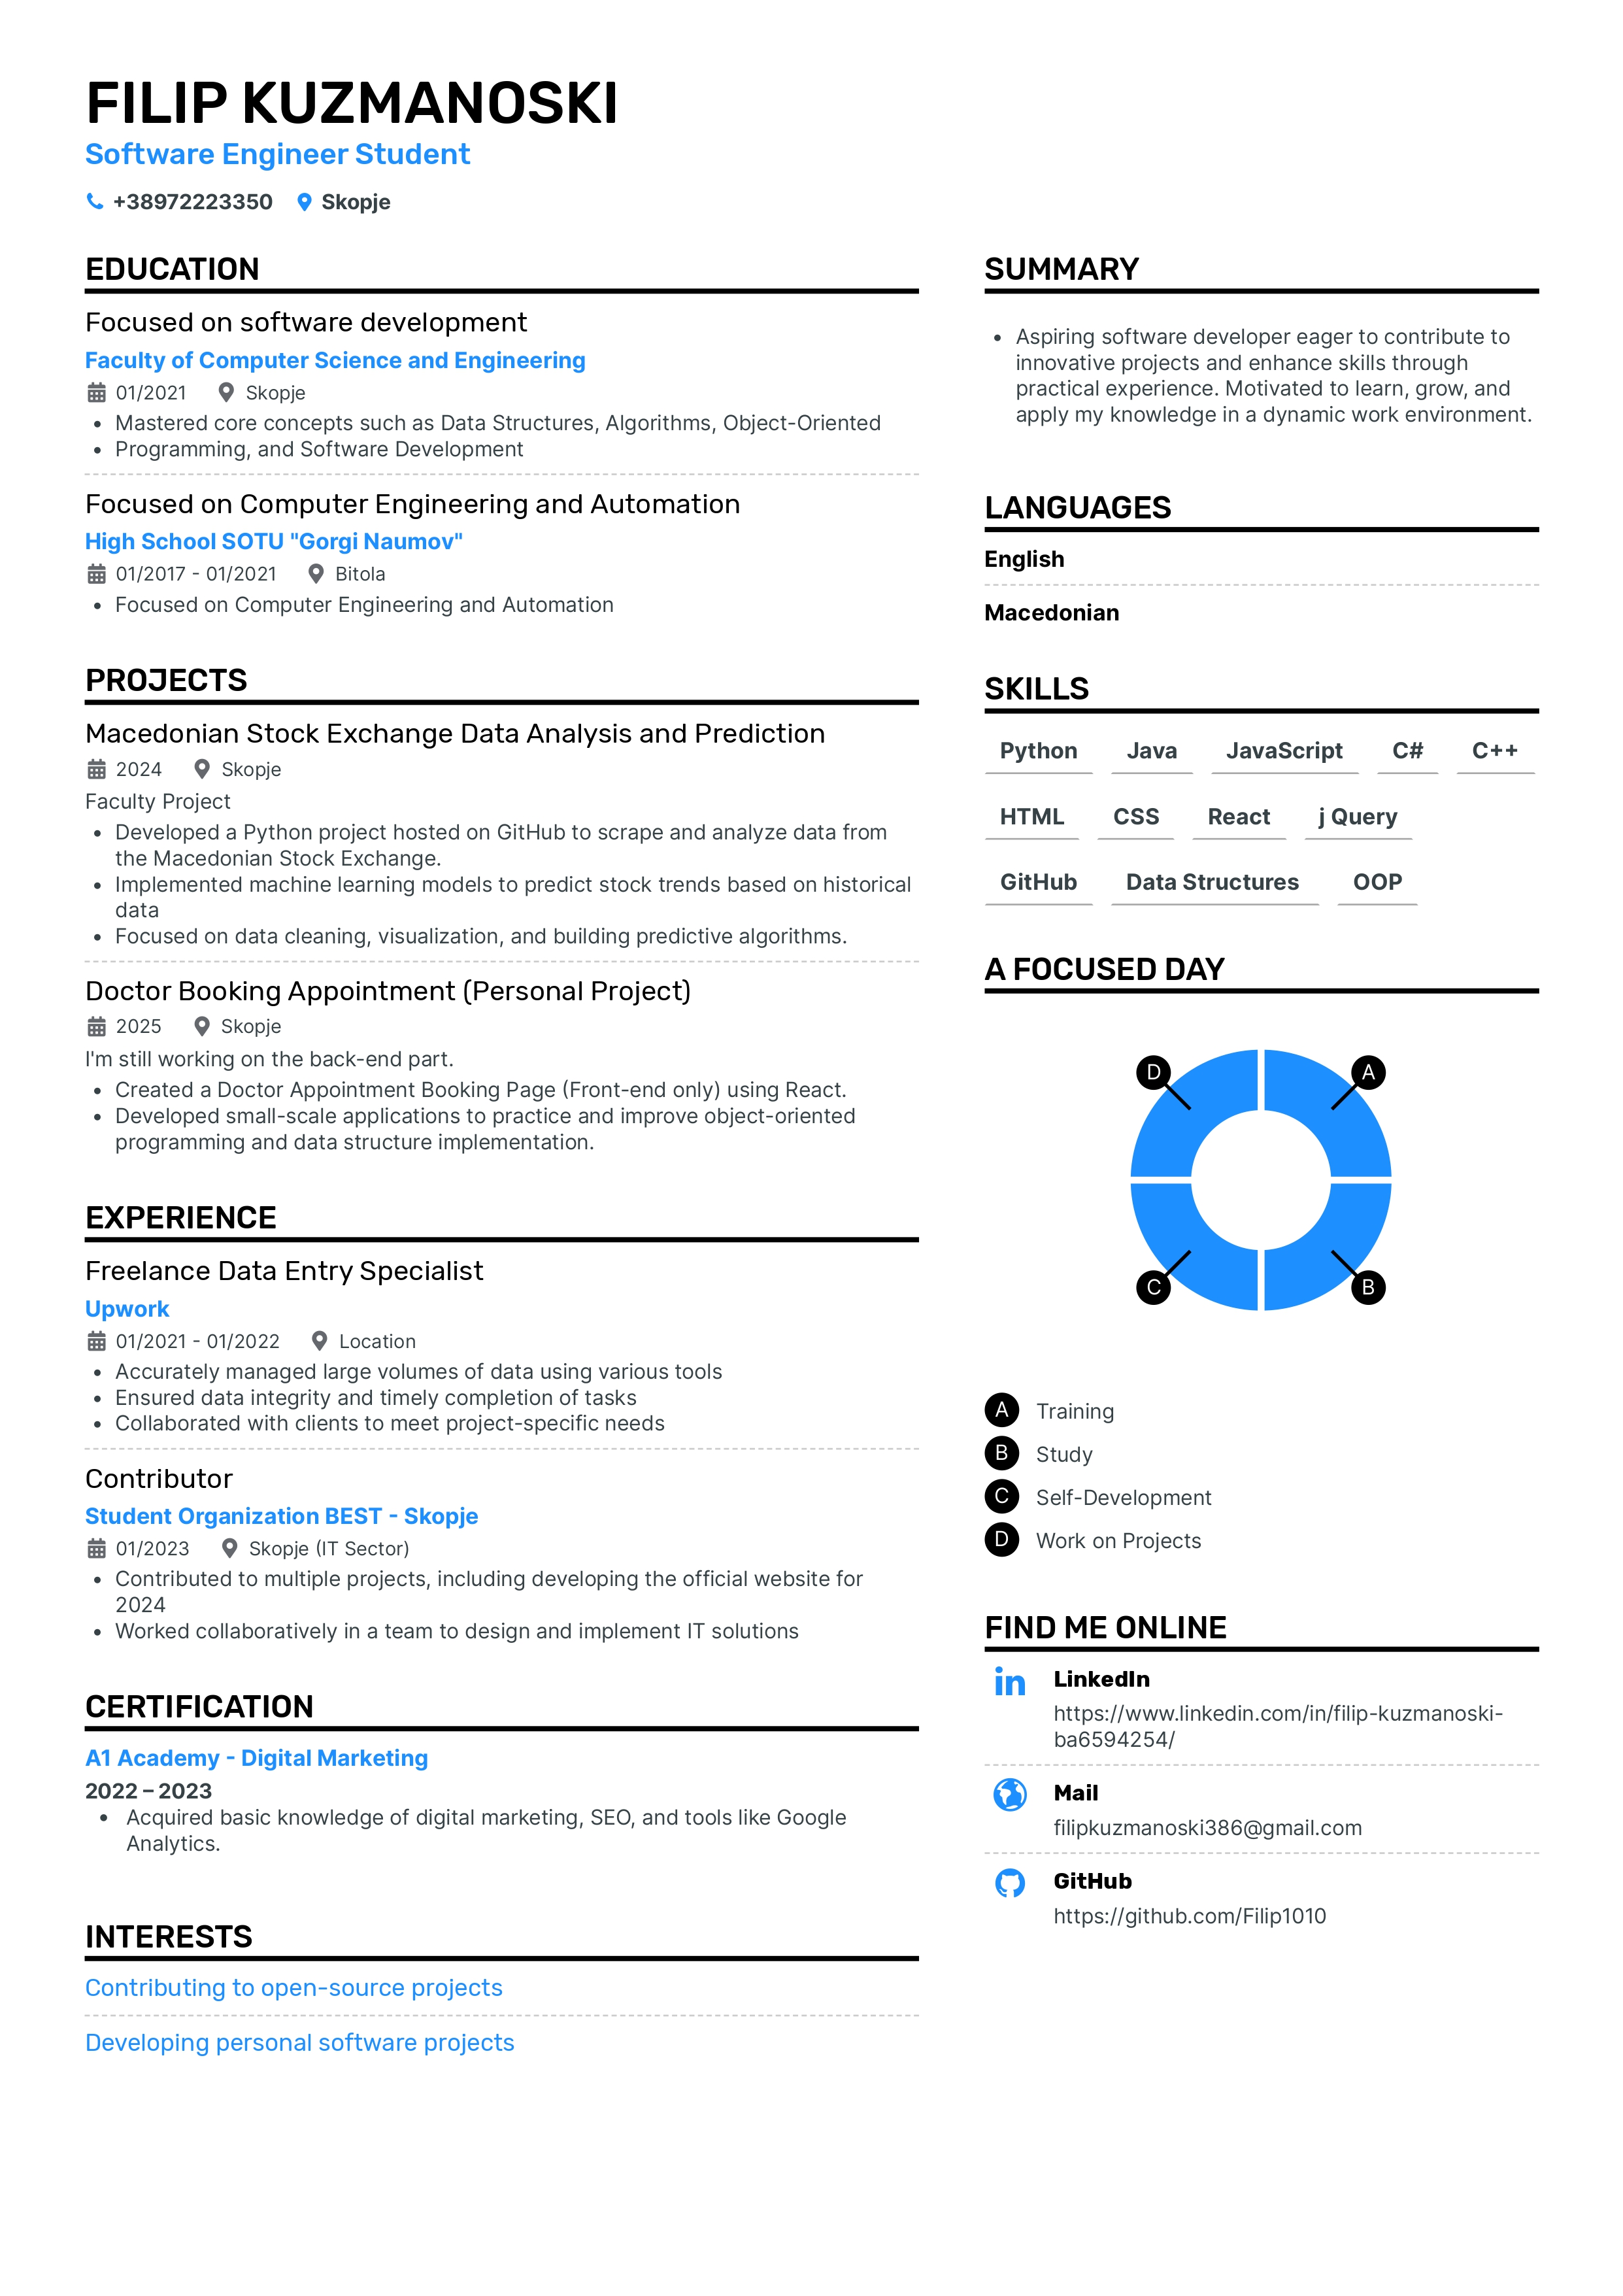 FILIP KUZMANOSKI
Software Engineer Student
+38972223350 Skopje
EDUCATION
Focused on software development
Faculty of Computer Science and Engineering
01/2021 Skopje
• Mastered core concepts such as Data Structures, Algorithms, Object-Oriented
• Programming, and Software Development
Focused on Computer Engineering and Automation
High School SOTU "Gorgi Naumov"
01/2017 - 01/2021 Bitola
• Focused on Computer Engineering and Automation
PROJECTS
Macedonian Stock Exchange Data Analysis and Prediction
2024 Skopje
Faculty Project
• Developed a Python project hosted on GitHub to scrape and analyze data from
the Macedonian Stock Exchange.
• Implemented machine learning models to predict stock trends based on historical
data
• Focused on data cleaning, visualization, and building predictive algorithms.
Doctor Booking Appointment (Personal Project)
2025 Skopje
I'm still working on the back-end part.
• Created a Doctor Appointment Booking Page (Front-end only) using React.
• Developed small-scale applications to practice and improve object-oriented
programming and data structure implementation.
EXPERIENCE
Freelance Data Entry Specialist
Upwork
01/2021 - 01/2022 Location
• Accurately managed large volumes of data using various tools
• Ensured data integrity and timely completion of tasks
• Collaborated with clients to meet project-specific needs
Contributor
Student Organization BEST - Skopje
01/2023 Skopje (IT Sector)
• Contributed to multiple projects, including developing the official website for
2024
• Worked collaboratively in a team to design and implement IT solutions
CERTIFICATION
A1 Academy - Digital Marketing
2022 – 2023
• Acquired basic knowledge of digital marketing, SEO, and tools like Google
Analytics.
INTERESTS
Contributing to open-source projects
Developing personal software projects
SUMMARY
• Aspiring software developer eager to contribute to
innovative projects and enhance skills through
practical experience. Motivated to learn, grow, and
apply my knowledge in a dynamic work environment.
LANGUAGES
English
Macedonian
SKILLS
Python Java JavaScript C# C++
HTML CSS React j Query
GitHub Data Structures OOP
A FOCUSED DAY
D A
C B
A Training
B Study
C Self-Development
D Work on Projects
FIND ME ONLINE
in LinkedIn
https://www.linkedin.com/in/filip-kuzmanoski-
ba6594254/
Mail
filipkuzmanoski386@gmail.com
GitHub
https://github.com/Filip1010